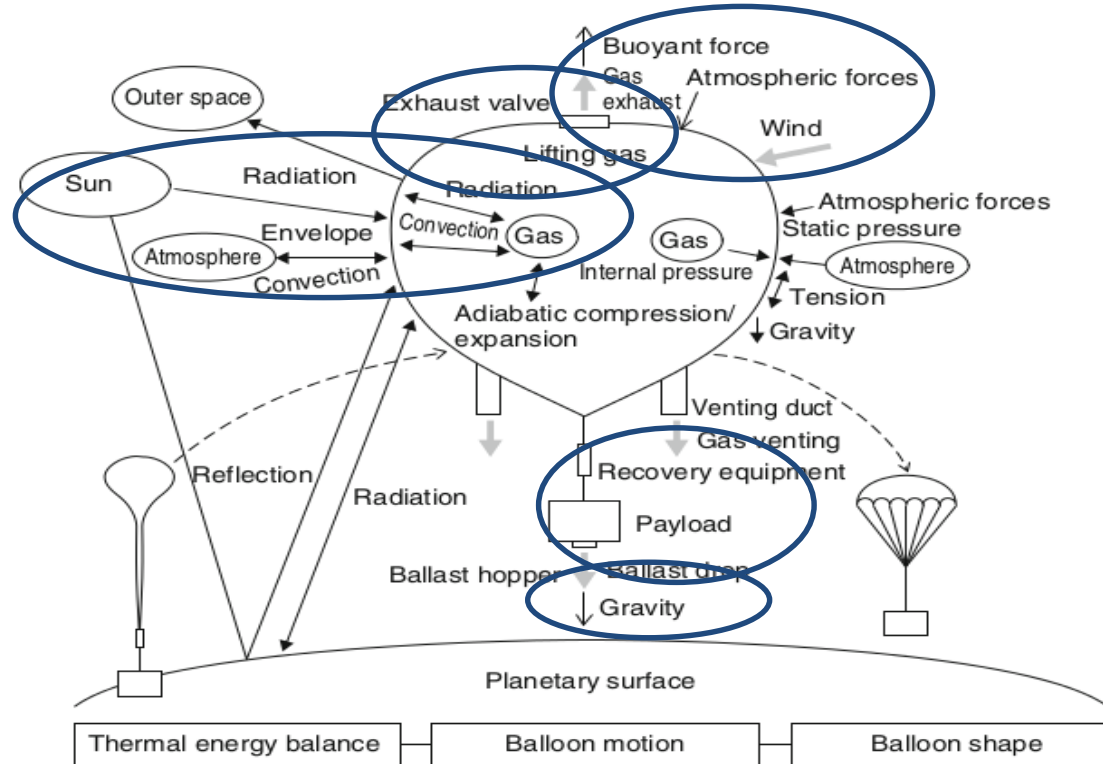 Buoyant force
Gas
exhaust
Atmospheric forces
Exhaust valve
Outer space
Wind
Lifting gas
Sun
Radiation
Radiation
Atmospheric forces
Static pressure
Convection
Envelope
Gas
Gas
Atmosphere
Atmosphere
Convection
Internal pressure
Tension
Adiabatic compression/
expansion
Gravity
Venting duct
Gas venting
Reflection
Recovery equipment
Radiation
Payload
Ballast hopper
Ballast drop
Gravity
Planetary surface
Thermal energy balance
Balloon motion
Balloon shape